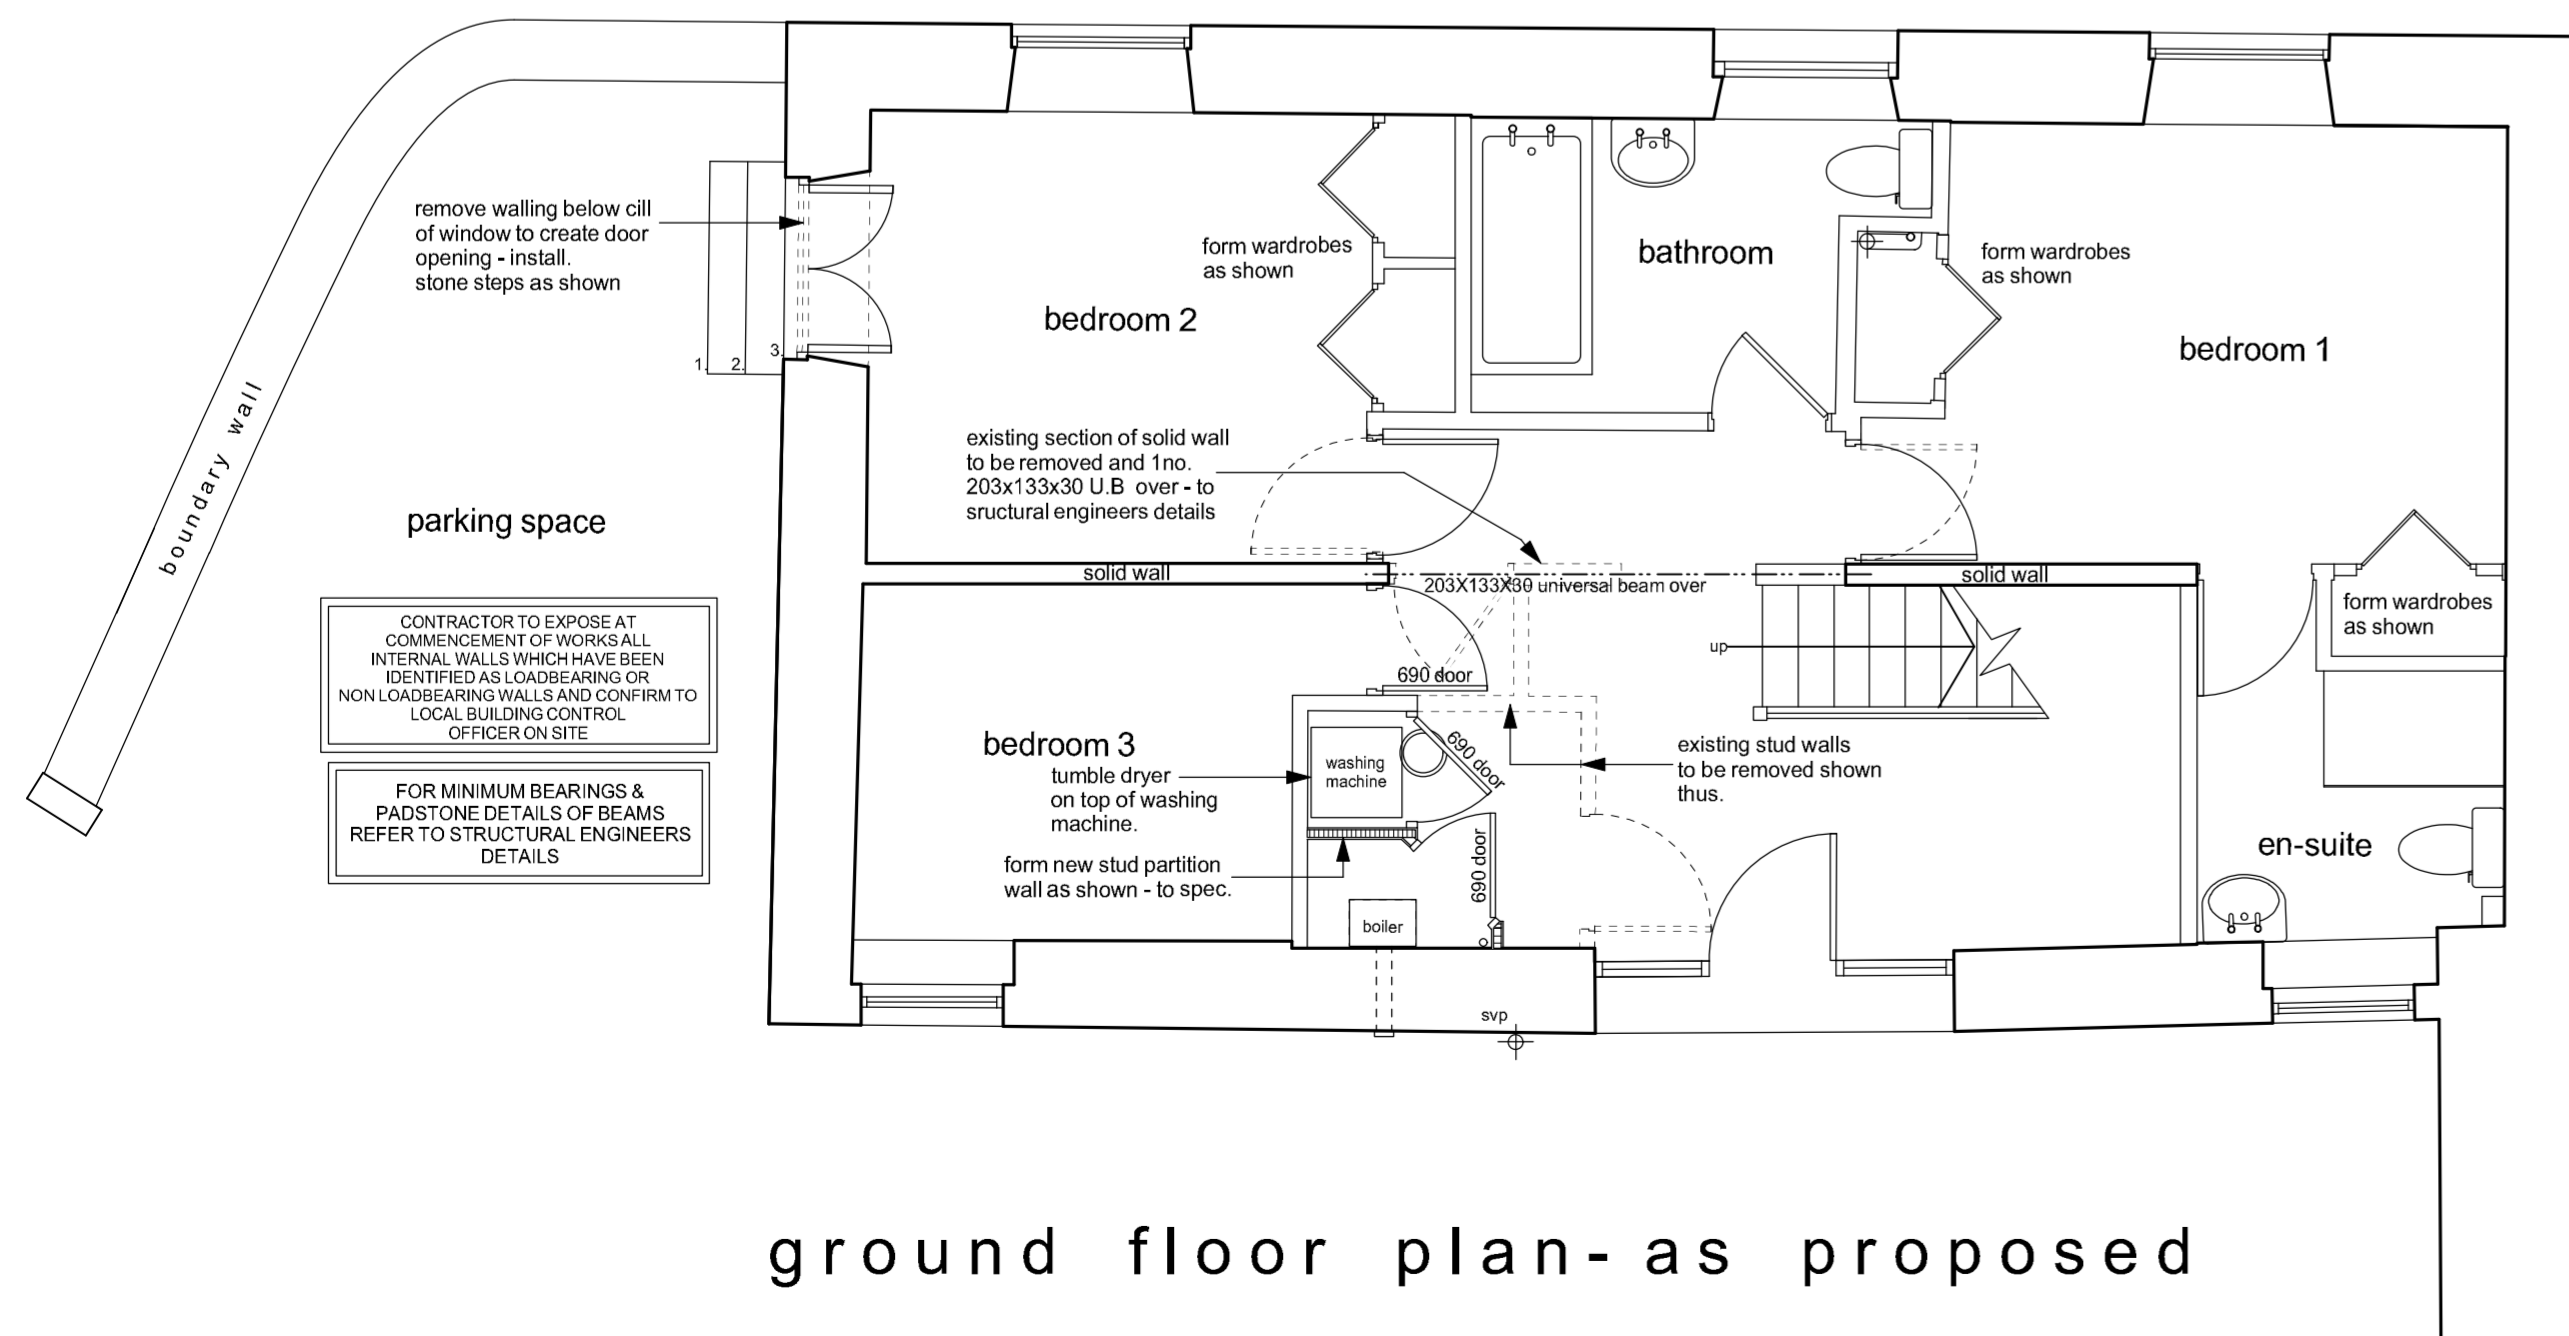 remove walling below cill
of window to create door
opening - install.
stone steps as shown
1.
2.
3.
form wardrobes
as shown
bathroom
form wardrobes
as shown
bedroom 2
bedroom 1
boundary wall
existing section of solid wall
to be removed and 1no.
203x133x30 U.B over - to
sructural engineers details
parking space
solid wall
203X133X30 universal beam over
solid wall
form wardrobes
as shown
CONTRACTOR TO EXPOSE AT
COMMENCEMENT OF WORKS ALL
INTERNAL WALLS WHICH HAVE BEEN
IDENTIFIED AS LOADBEARING OR
NON LOADBEARING WALLS AND CONFIRM TO
LOCAL BUILDING CONTROL
OFFICER ON SITE
up
690 door
bedroom 3
tumble dryer
on top of washing
machine.
washing
machine
690 door
existing stud walls
to be removed shown
thus.
FOR MINIMUM BEARINGS &
PADSTONE DETAILS OF BEAMS
REFER TO STRUCTURAL ENGINEERS
DETAILS
form new stud partition
wall as shown - to spec.
690 door
en-suite
boiler
svp
ground floor plan- as proposed